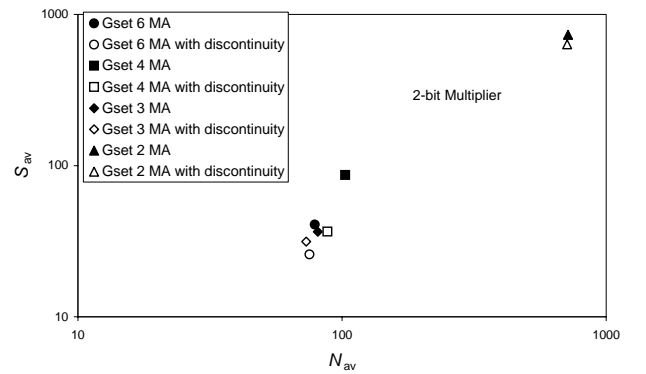 1000
Gset 6 MA
Gset 6 MA with discontinuity
Gset 4 MA
Gset 4 MA with discontinuity
Gset 3 MA
Gset 3 MA with discontinuity
Gset 2 MA
Gset 2 MA with discontinuity
2-bit Multiplier
100
Sav
10
10
100
1000
Nav